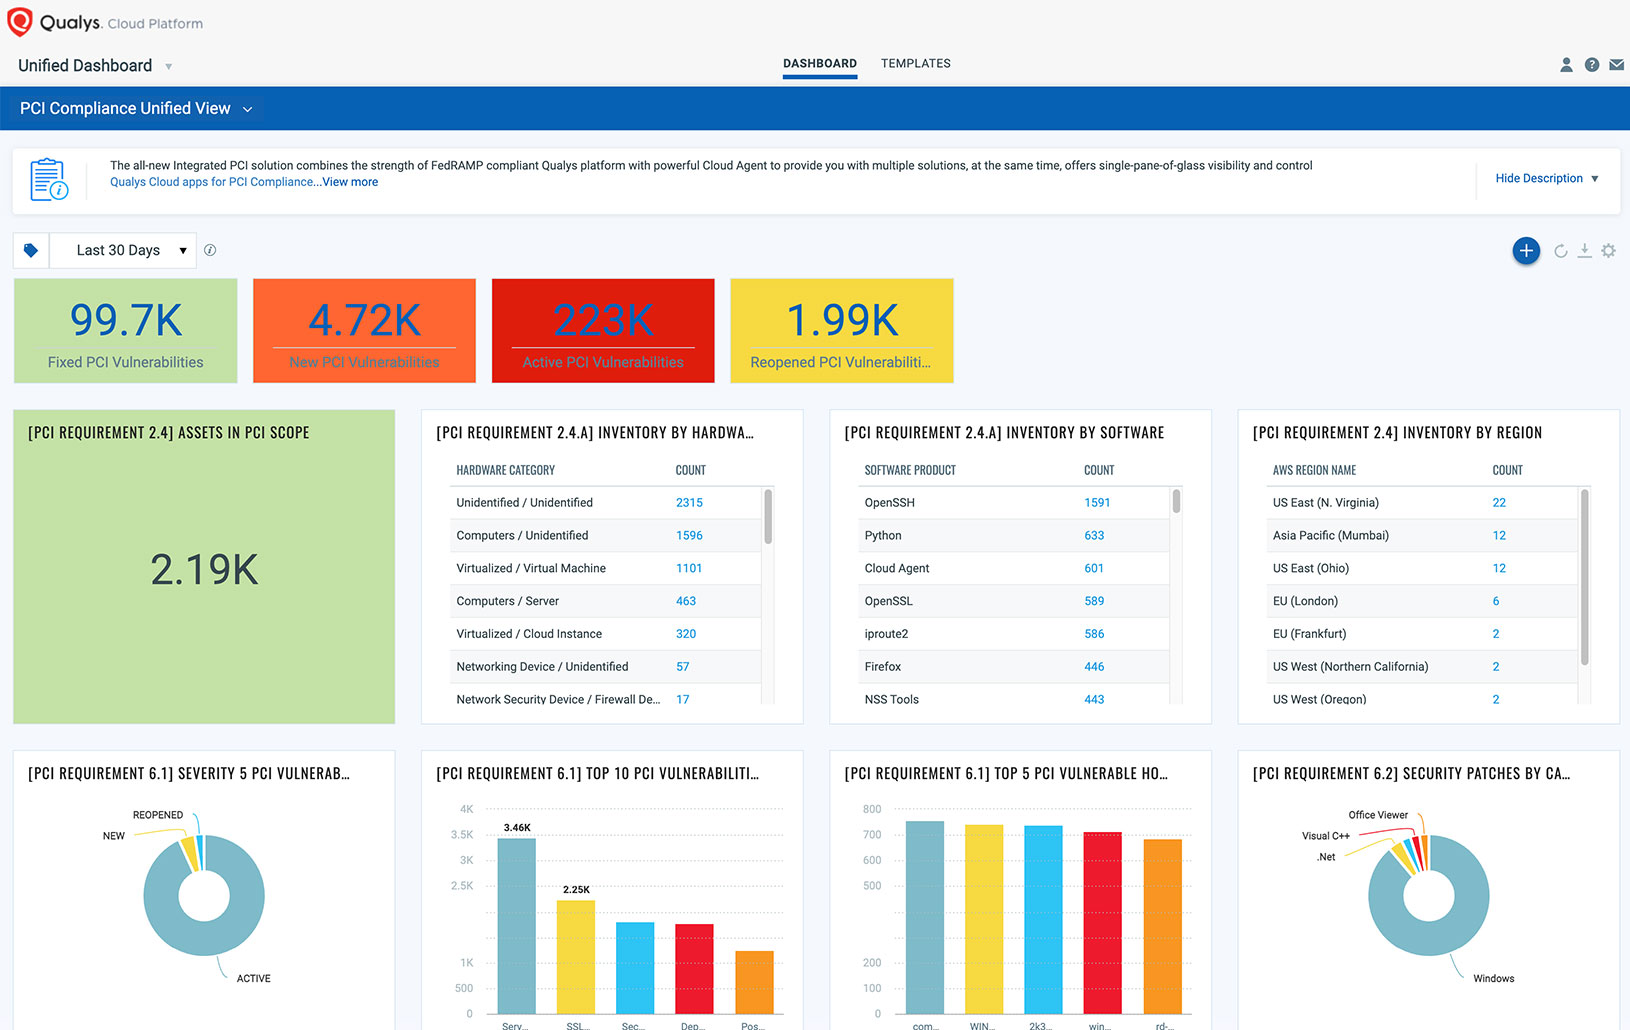 Qualys. Cloud Platform
Unified Dashboard
DASHBOARD TEMPLATES
PCI Compliance Unified View
The all-new Integrated PCI solution combines the strength of FedRAMP compliant Qualys platform with powerful Cloud Agent to provide you with multiple solutions, at the same time, offers single-pane-of-glass visibility and control
Qualys Cloud apps for PCI Compliance...View more
Hide Description
Last 30 Days
99.7K
Fixed PCI Vulnerabilities
4.72K
New PCI Vulnerabilities
223K
Active PCI Vulnerabilities
1.99K
Reopened PCI Vulnerabiliti...
[PCI REQUIREMENT 2.4] ASSETS IN PCI SCOPE
2.19K
[PCI REQUIREMENT 2.4.A] INVENTORY BY HARDWA...
HARDWARE CATEGORY COUNT
Unidentified / Unidentified 2315
Computers / Unidentified 1596
Virtualized / Virtual Machine 1101
Computers / Server 463
Virtualized / Cloud Instance 320
Networking Device / Unidentified 57
Network Security Device / Firewall De... 17
[PCI REQUIREMENT 2.4.A] INVENTORY BY SOFTWARE
SOFTWARE PRODUCT COUNT
OpenSSH 1591
Python 633
Cloud Agent 601
OpenSSL 589
iproute2 586
Firefox 446
NSS Tools 443
[PCI REQUIREMENT 2.4] INVENTORY BY REGION
AWS REGION NAME COUNT
US East (N. Virginia) 22
Asia Pacific (Mumbai) 12
US East (Ohio) 12
EU (London) 6
EU (Frankfurt) 2
US West (Northern California) 2
US West (Oregon) 2
[PCI REQUIREMENT 6.1] SEVERITY 5 PCI VULNERAB...
REOPENED
NEW
ACTIVE
[PCI REQUIREMENT 6.1] TOP 10 PCI VULNERABILITI...
4K
3.5K
3K
2.5K
1K
500
0
3.46K
2.25K
Serv... SSL... Sec... Dep... Pos...
[PCI REQUIREMENT 6.1] TOP 5 PCI VULNERABLE HO...
800
700
600
500
200
100
0
com... WIN... 2k3... win... rd-...
[PCI REQUIREMENT 6.2] SECURITY PATCHES BY CA...
Office Viewer
Visual C++
.Net
Windows